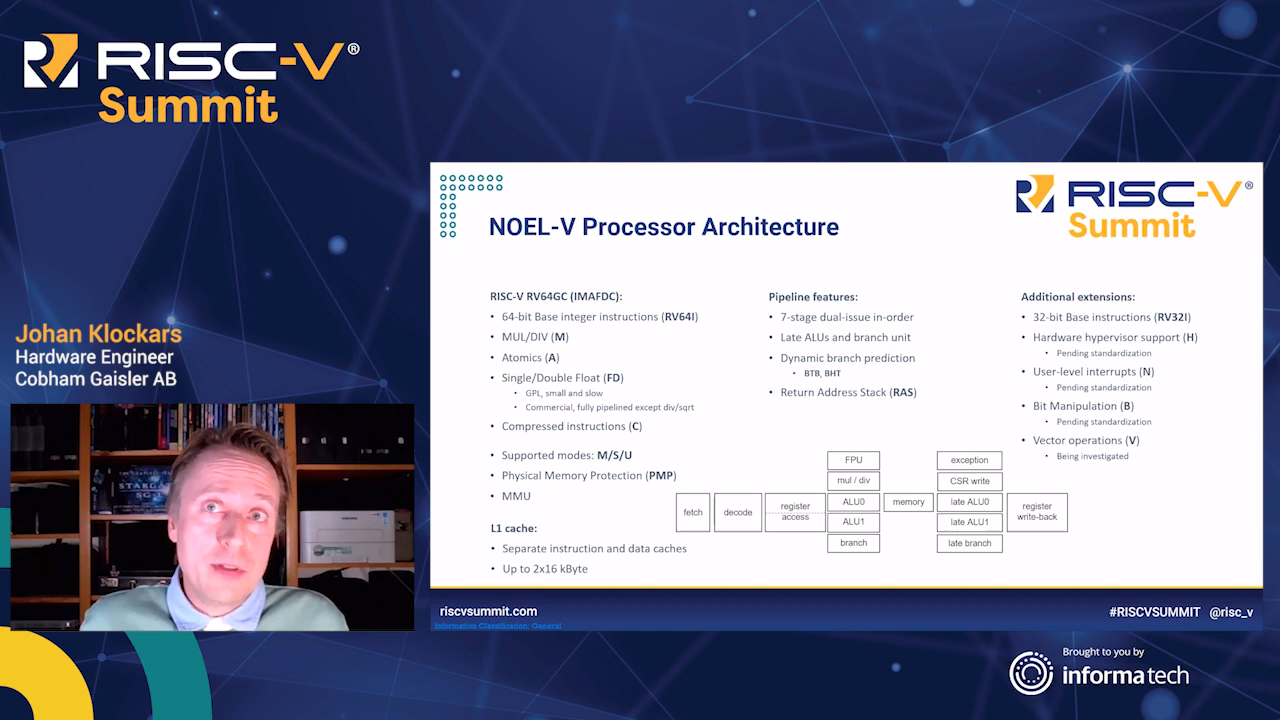 RISC-V®
Summit
Johan Klockars
Hardware Engineer
Cobham Gaisler AB
STARGATE
SG·1
RISC-V®
Summit
NOEL-V Processor Architecture
RISC-V RV64GC (IMAFDC):
• 64-bit Base integer instructions (RV64I)
• MUL/DIV (M)
• Atomics (A)
• Single/Double Float (FD)
• GPL, small and slow
• Commercial, fully pipelined except div/sqrt
• Compressed instructions (C)
• Supported modes: M/S/U
• Physical Memory Protection (PMP)
• MMU
L1 cache:
• Separate instruction and data caches
• Up to 2x16 kByte
Pipeline features:
• 7-stage dual-issue in-order
• Late ALUs and branch unit
• Dynamic branch prediction
• BTB, BHT
• Return Address Stack (RAS)
Additional extensions:
• 32-bit Base instructions (RV32I)
• Hardware hypervisor support (H)
• Pending standardization
• User-level interrupts (N)
• Pending standardization
• Bit Manipulation (B)
• Pending standardization
• Vector operations (V)
• Being investigated
fetch
decode
register
access
FPU
mul / div
ALU0
ALU1
branch
memory
exception
CSR write
late ALU0
late ALU1
late branch
register
write-back
riscvsummit.com
#RISCVSUMMIT @risc_v
Information Classification: General
Brought to you by
informa tech